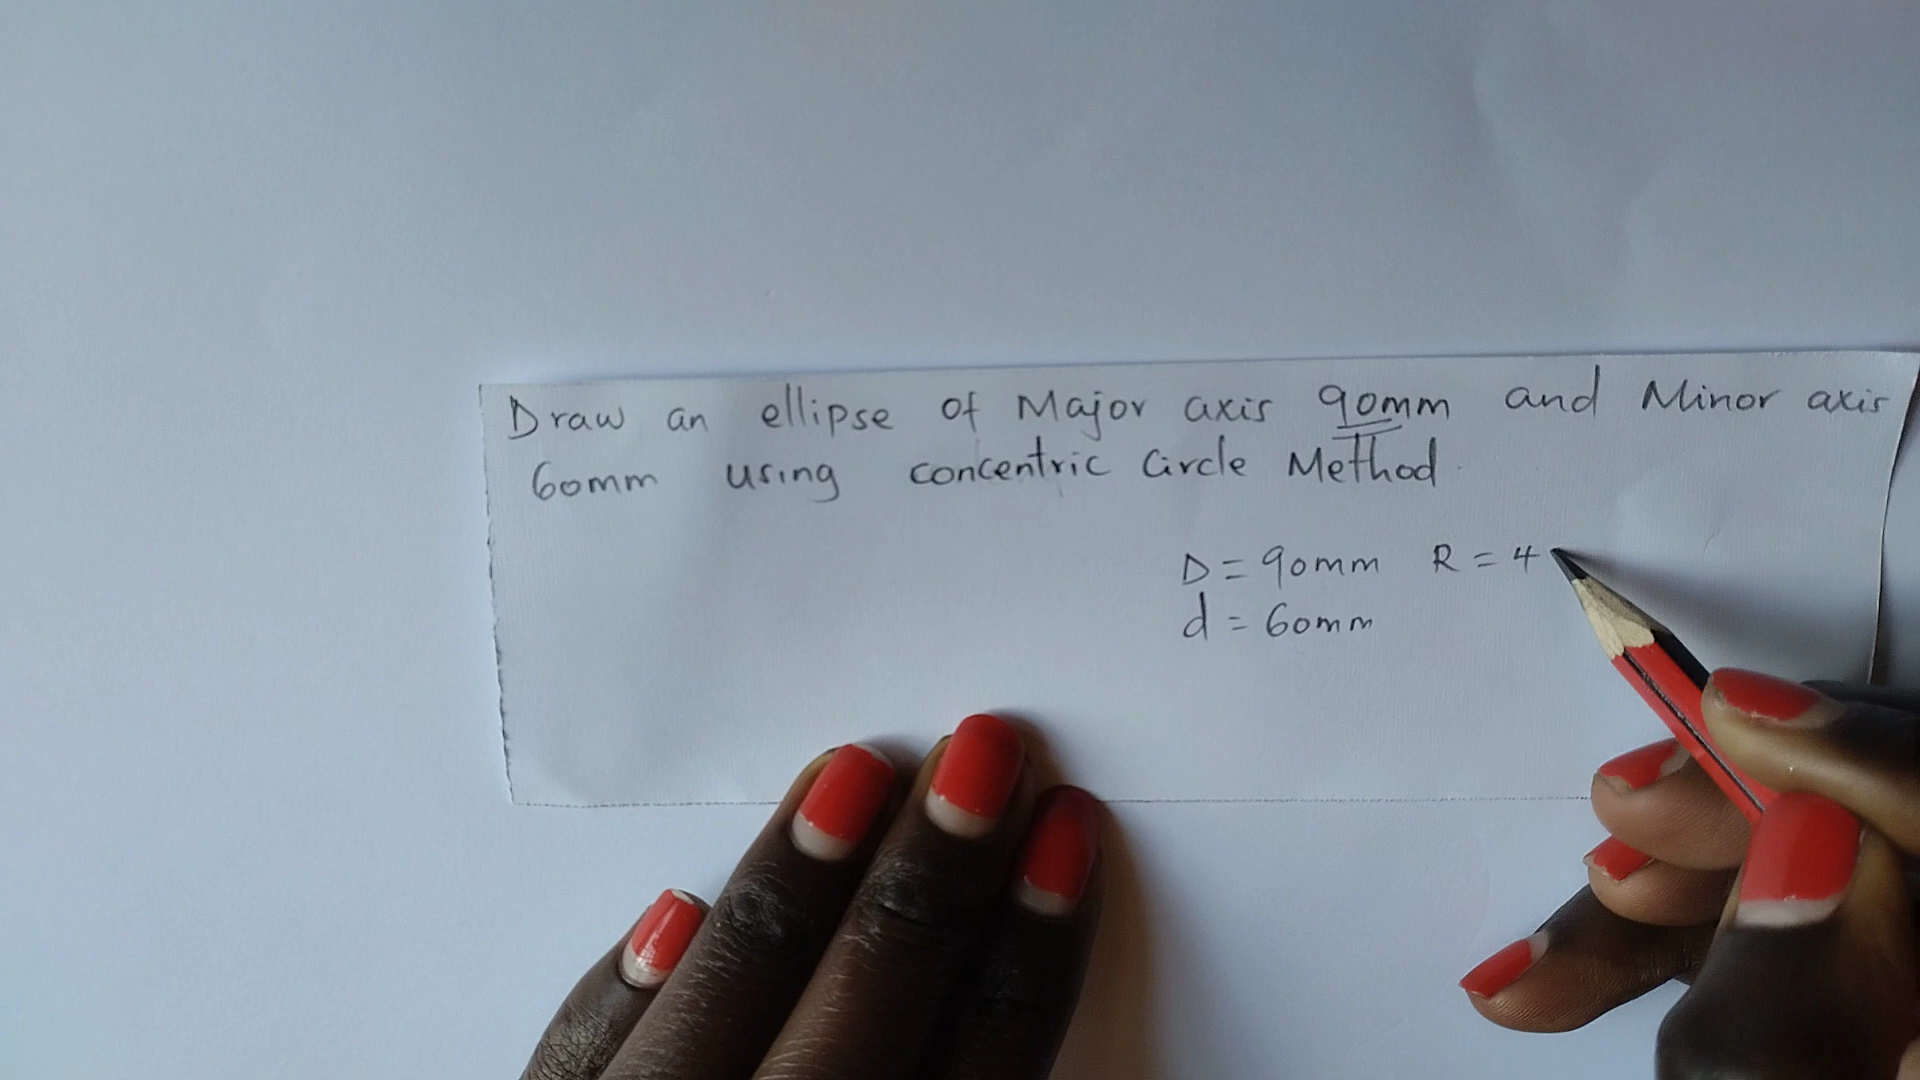 Draw an ellipse of Major axis 90mm and Minor axis
60mm using concentric Circle Method.
D = 90mm R = 4
d = 60mm